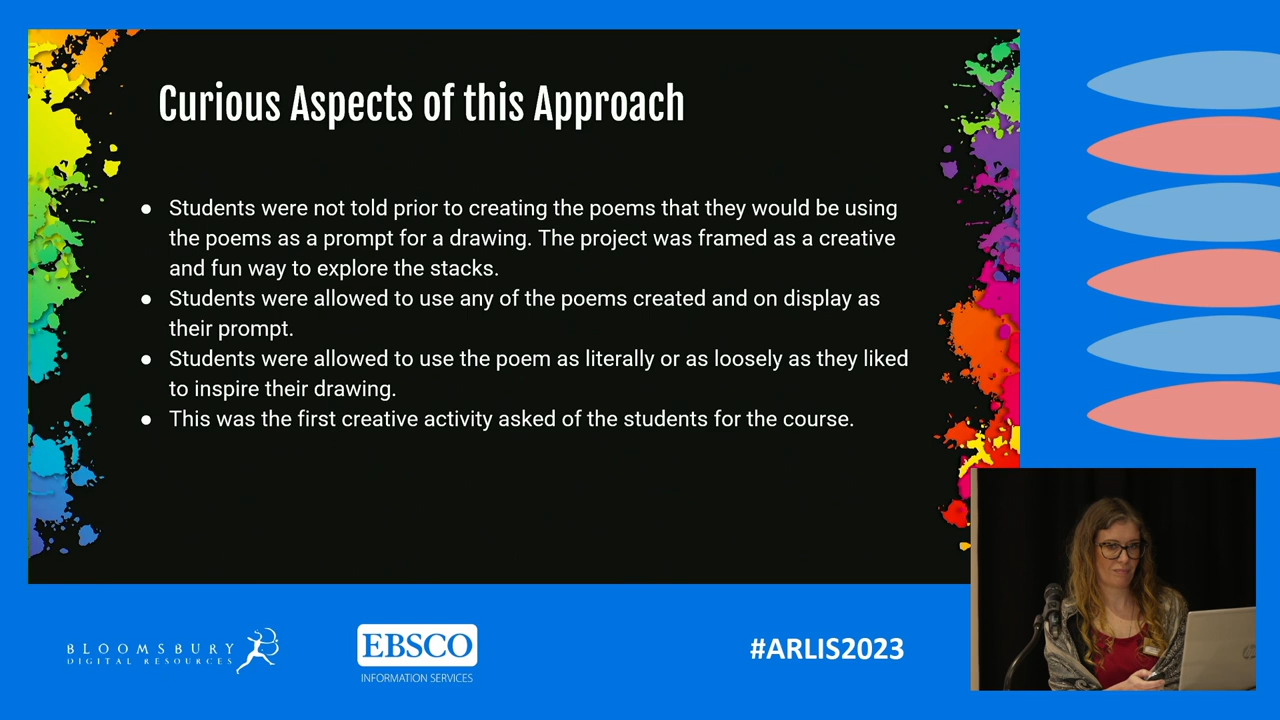 Curious Aspects of this Approach
● Students were not told prior to creating the poems that they would be using
the poems as a prompt for a drawing. The project was framed as a creative
and fun way to explore the stacks.
● Students were allowed to use any of the poems created and on display as
their prompt.
● Students were allowed to use the poem as literally or as loosely as they liked
to inspire their drawing.
● This was the first creative activity asked of the students for the course.
BLOOMSBURY
DIGITAL RESOURCES
EBSCO
INFORMATION SERVICES
#ARLIS2023